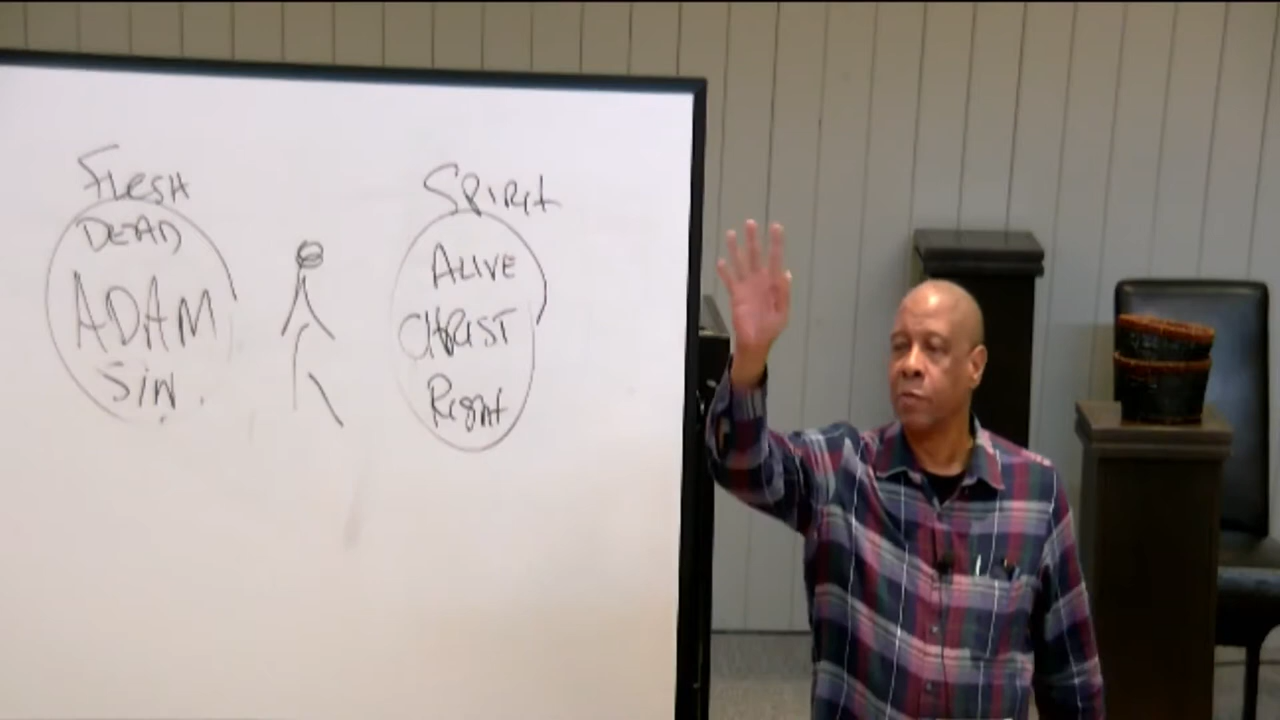 FLESH
DEAD
ADAM
SIN.
SPIRIT
ALIVE
CHRIST
Right